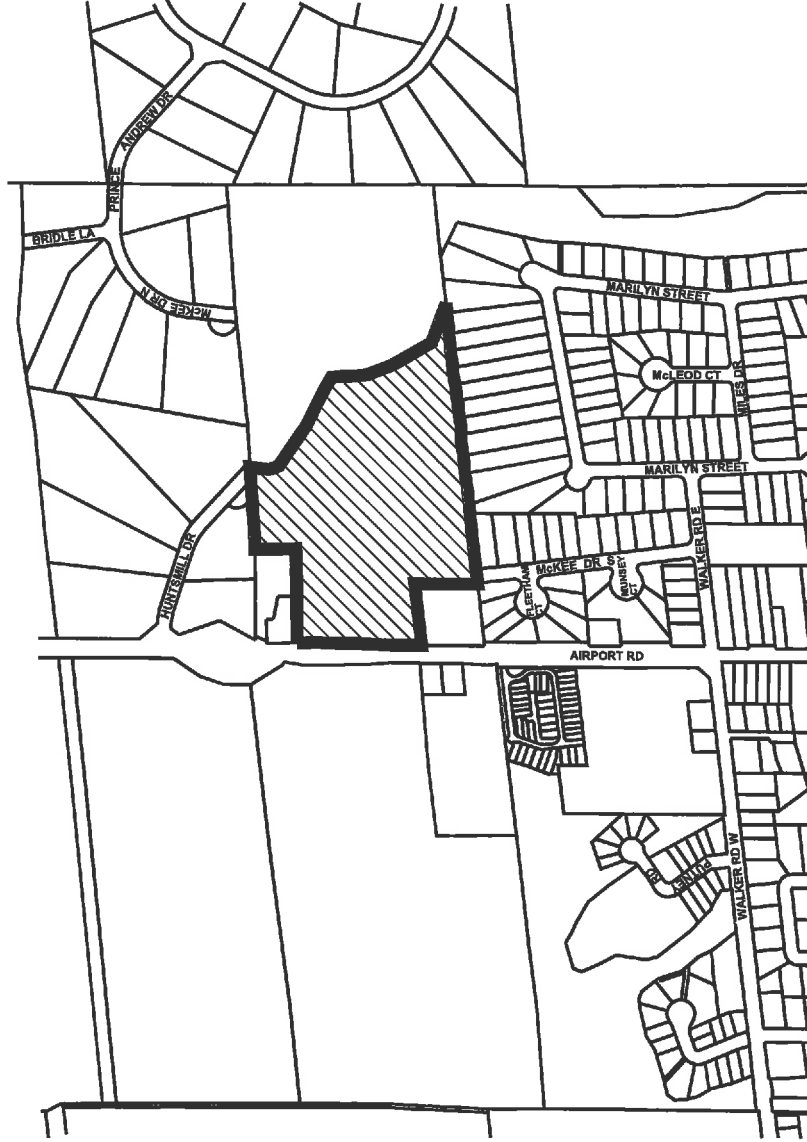 PRINCE ANDREW DR
BRIDLE LA
McKEE DR N
MARILYN STREET
McLEOD CT
MILES DR
MARILYN STREET
WALKER RD E
HUNTSMILL DR
McKEE DR S
FLEETHAM CT
MUNSEY CT
AIRPORT RD
PUTNEY RD
WALKER RD W